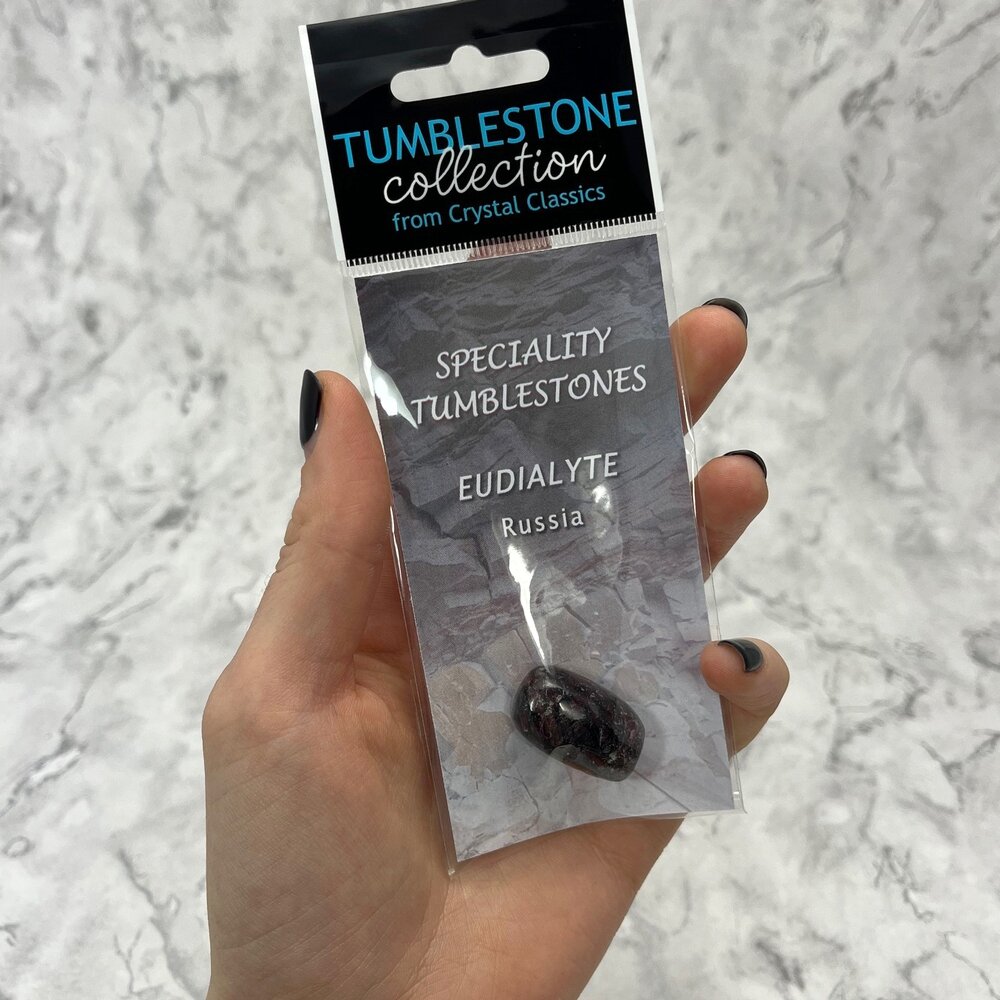 TUMBLESTONE
collection
from Crystal Classics
SPECIALITY
TUMBLESTONES
EUDIALYTE
Russia